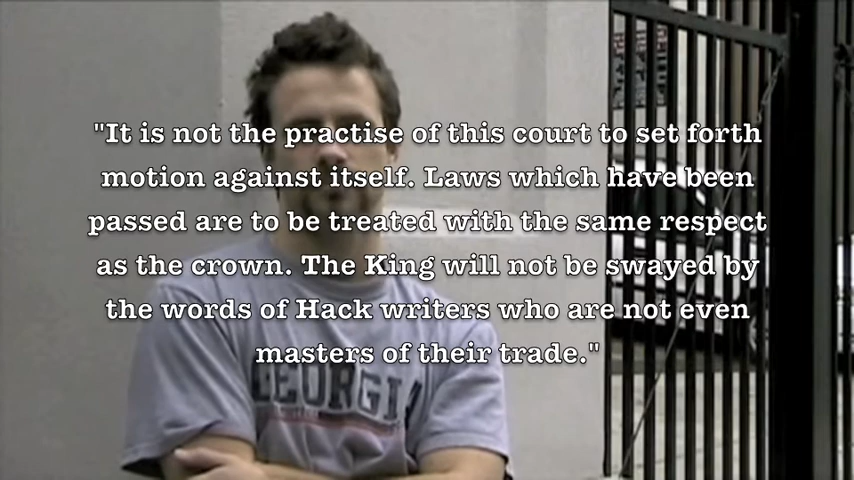 "It is not the practise of this court to set forth
motion against itself. Laws which have been
passed are to be treated with the same respect
as the crown. The King will not be swayed by
the words of Hack writers who are not even
masters of their trade."
GEORGIA